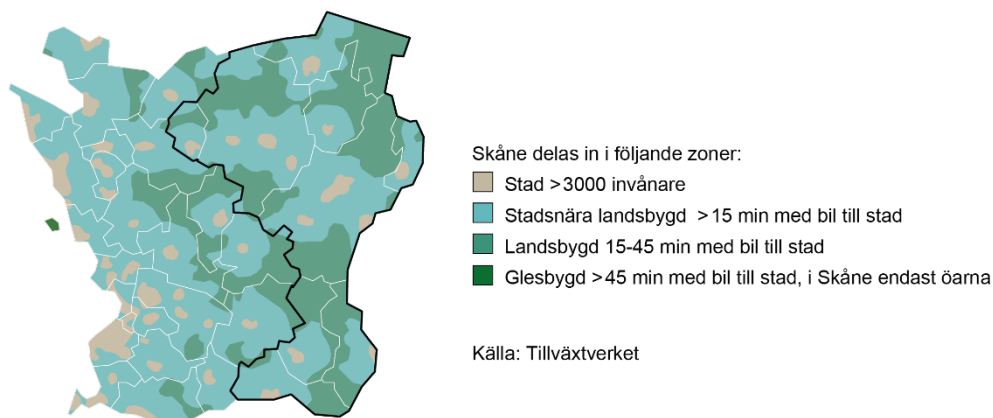 Skåne delas in i följande zoner:
Stad >3000 invånare
Stadsnära landsbygd >15 min med bil till stad
Landsbygd 15-45 min med bil till stad
Glesbygd >45 min med bil till stad, i Skåne endast öarna
Källa: Tillväxtverket